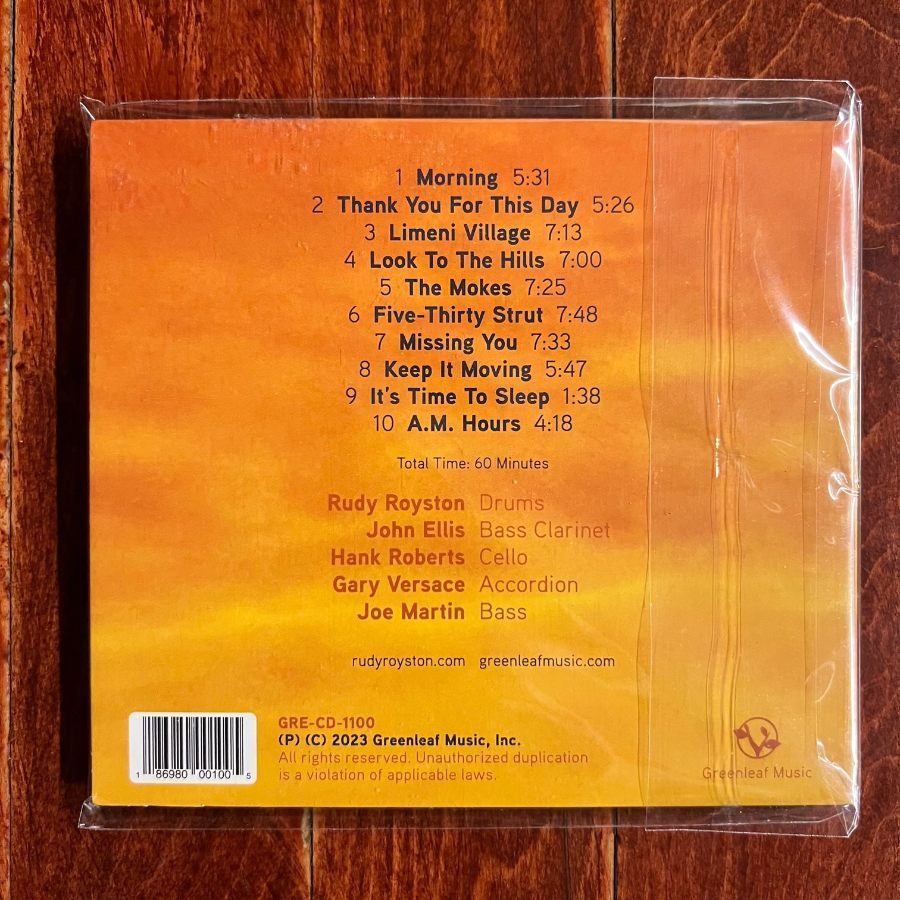 1 Morning 5:31
2 Thank You For This Day 5:26
3 Limeni Village 7:13
4 Look To The Hills 7:00
5 The Mokes 7:25
6 Five-Thirty Strut 7:48
7 Missing You 7:33
8 Keep It Moving 5:47
9 It's Time To Sleep 1:38
10 A.M. Hours 4:18
Total Time: 60 Minutes
Rudy Royston Drums
John Ellis Bass Clarinet
Hank Roberts Cello
Gary Versace Accordion
Joe Martin Bass
rudyroyston.com greenleafmusic.com
GRE-CD-1100
(P) (C) 2023 Greenleaf Music, Inc.
All rights reserved. Unauthorized duplication
is a violation of applicable laws.
1 86980 00100 5
Greenleaf Music